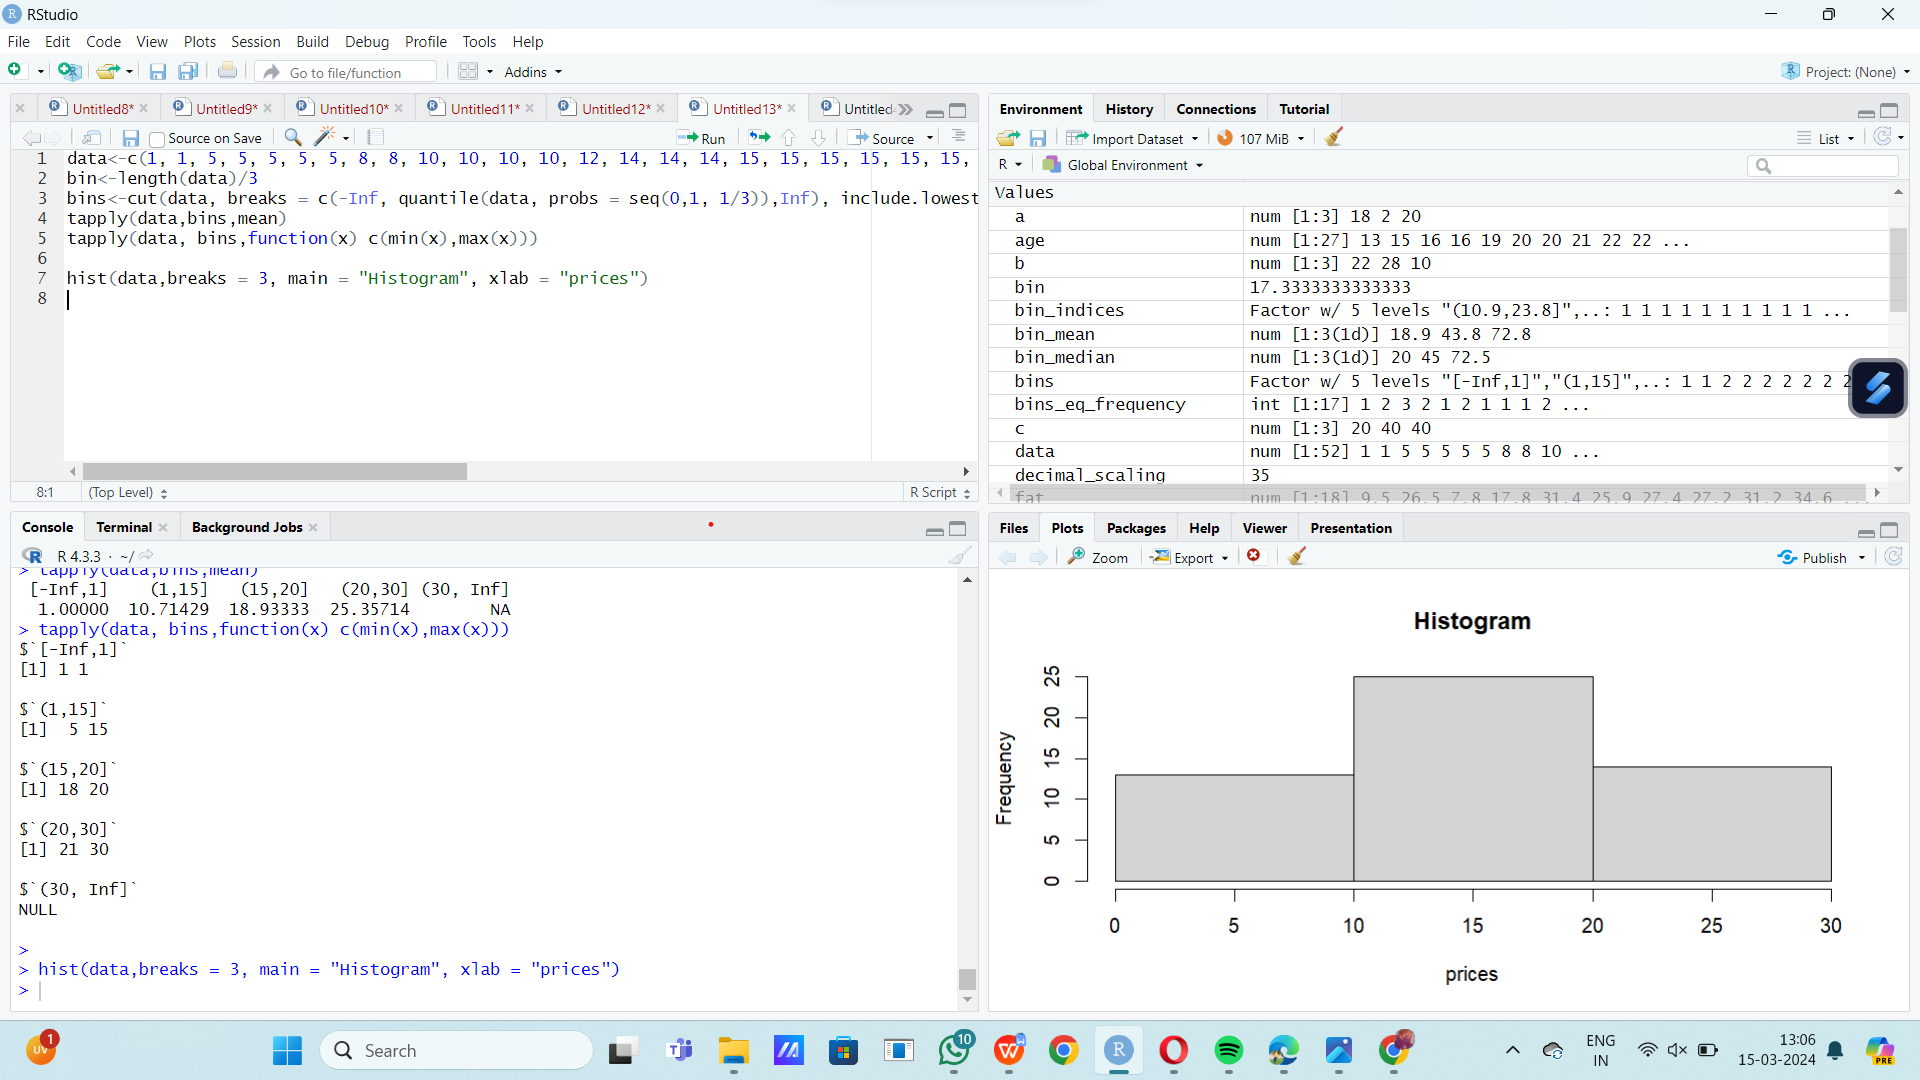 RStudio
File Edit Code View Plots Session Build Debug Profile Tools Help
Go to file/function Addins Project: (None)
Untitled8* Untitled9* Untitled10* Untitled11* Untitled12* Untitled13* Untitled
Source on Save Run Source
1 data<-c(1, 1, 5, 5, 5, 5, 5, 8, 8, 10, 10, 10, 10, 12, 14, 14, 14, 15, 15, 15, 15, 15, 15,
2 bin<-length(data)/3
3 bins<-cut(data, breaks = c(-Inf, quantile(data, probs = seq(0,1, 1/3)),Inf), include.lowest
4 tapply(data,bins,mean)
5 tapply(data, bins,function(x) c(min(x),max(x)))
6
7 hist(data,breaks = 3, main = "Histogram", xlab = "prices")
8
8:1 (Top Level) R Script
Console Terminal Background Jobs
R 4.3.3 · ~/
> tapply(data,bins,mean)
[-Inf,1] (1,15] (15,20] (20,30] (30, Inf]
1.00000 10.71429 18.93333 25.35714 NA
> tapply(data, bins,function(x) c(min(x),max(x)))
$`[-Inf,1]`
[1] 1 1
$`(1,15]`
[1] 5 15
$`(15,20]`
[1] 18 20
$`(20,30]`
[1] 21 30
$`(30, Inf]`
NULL
>
> hist(data,breaks = 3, main = "Histogram", xlab = "prices")
>
Environment History Connections Tutorial
Import Dataset 107 MiB List
R Global Environment
Values
a num [1:3] 18 2 20
age num [1:27] 13 15 16 16 19 20 20 21 22 22 ...
b num [1:3] 22 28 10
bin 17.3333333333333
bin_indices Factor w/ 5 levels "(10.9,23.8]",..: 1 1 1 1 1 1 1 1 1 1 ...
bin_mean num [1:3(1d)] 18.9 43.8 72.8
bin_median num [1:3(1d)] 20 45 72.5
bins Factor w/ 5 levels "[-Inf,1]","(1,15]",..: 1 1 2 2 2 2 2 2 2
bins_eq_frequency int [1:17] 1 2 3 2 1 2 1 1 1 2 ...
c num [1:3] 20 40 40
data num [1:52] 1 1 5 5 5 5 5 8 8 10 ...
decimal_scaling 35
fat num [1:18] 9.5 26.5 7.8 17.8 31.4 25.9 27.4 27.2 31.2 34.6 ...
Files Plots Packages Help Viewer Presentation
Zoom Export Publish
Histogram
Frequency
25
20
15
10
5
0
0 5 10 15 20 25 30
prices
UV 1
Search
10
ENG
IN
13:06
15-03-2024
PRE